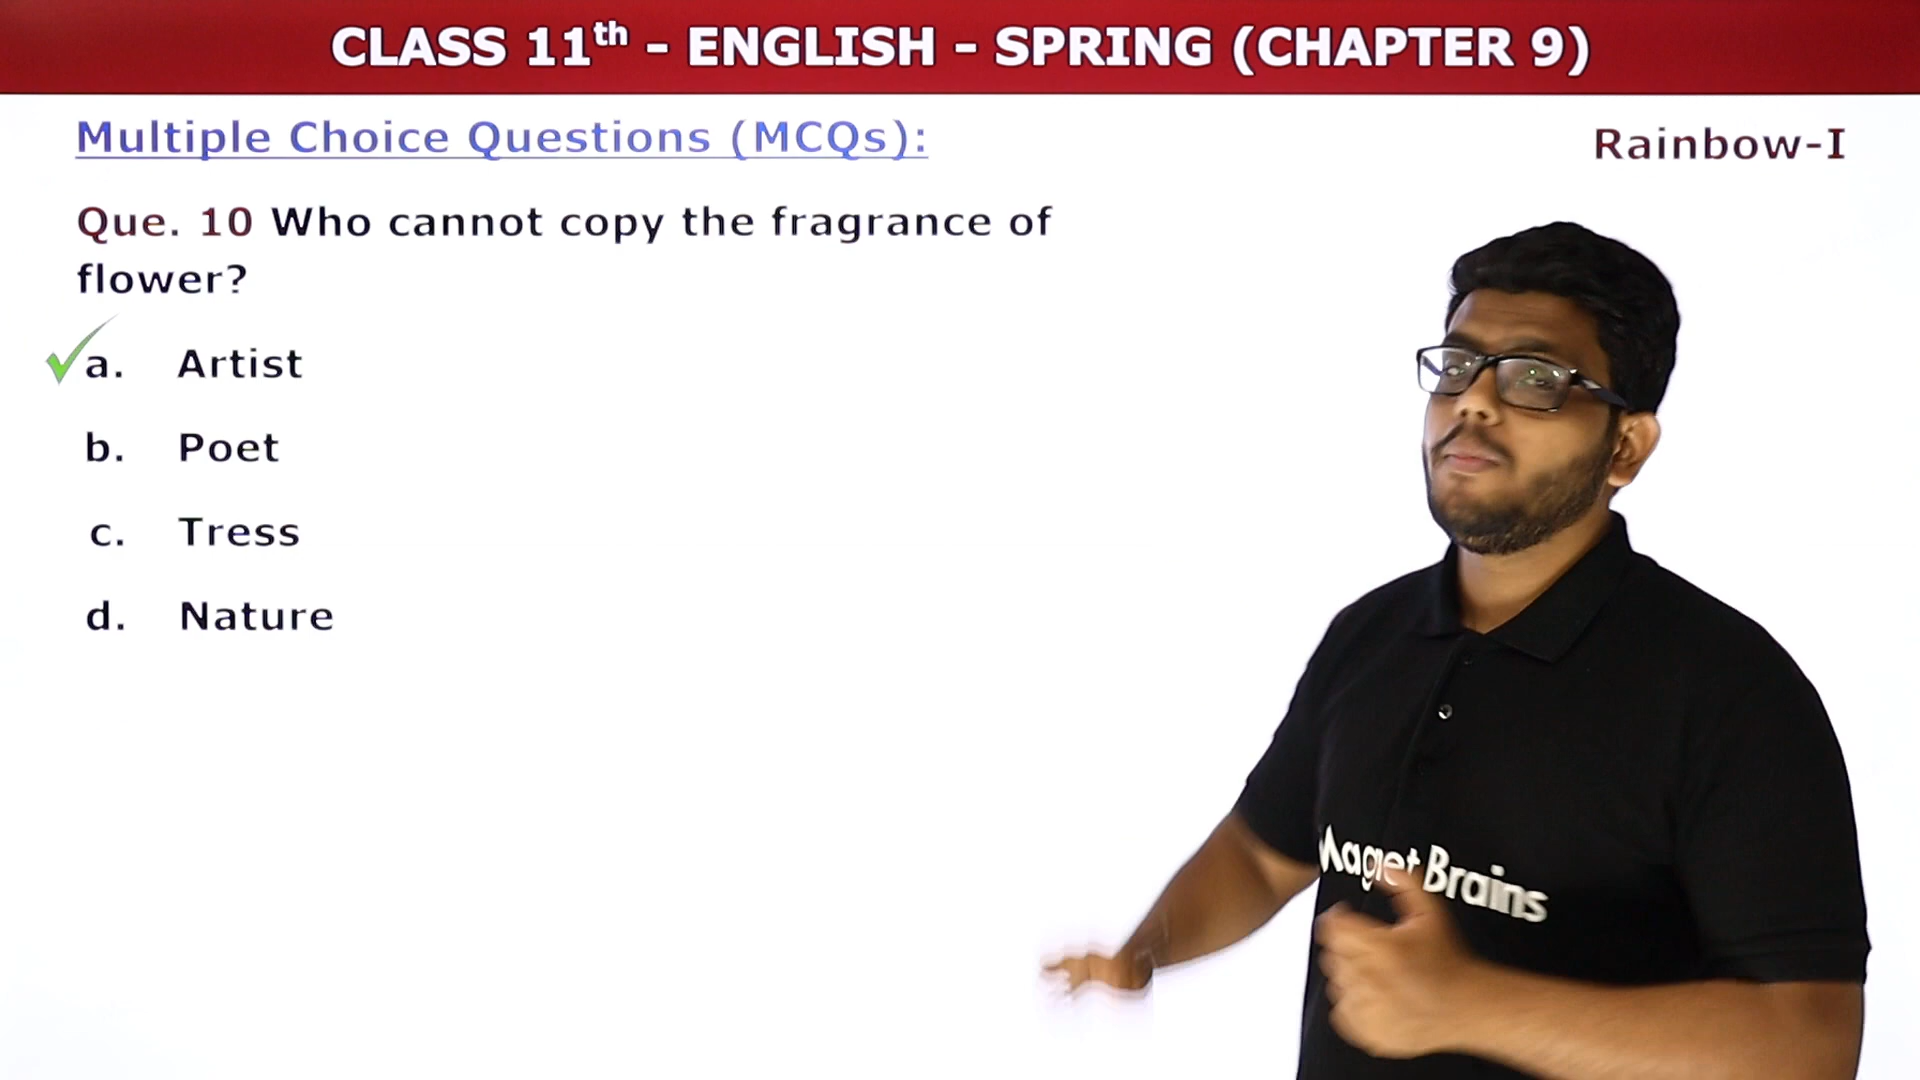 CLASS 11th - ENGLISH - SPRING (CHAPTER 9)
Multiple Choice Questions (MCQs):
Rainbow-I
Que. 10 Who cannot copy the fragrance of
flower?
a. Artist
b. Poet
c. Tress
d. Nature
Magnet Brains